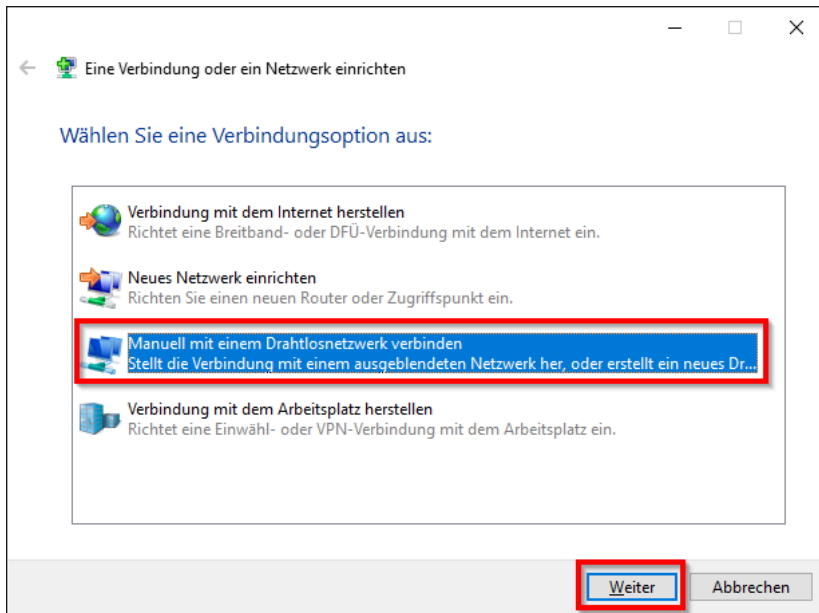 Eine Verbindung oder ein Netzwerk einrichten
Wählen Sie eine Verbindungsoption aus:
Verbindung mit dem Internet herstellen
Richtet eine Breitband- oder DFÜ-Verbindung mit dem Internet ein.
Neues Netzwerk einrichten
Richten Sie einen neuen Router oder Zugriffspunkt ein.
Manuell mit einem Drahtlosnetzwerk verbinden
Stellt die Verbindung mit einem ausgeblendeten Netzwerk her, oder erstellt ein neues Dr...
Verbindung mit dem Arbeitsplatz herstellen
Richtet eine Einwähl- oder VPN-Verbindung mit dem Arbeitsplatz ein.
Weiter Abbrechen